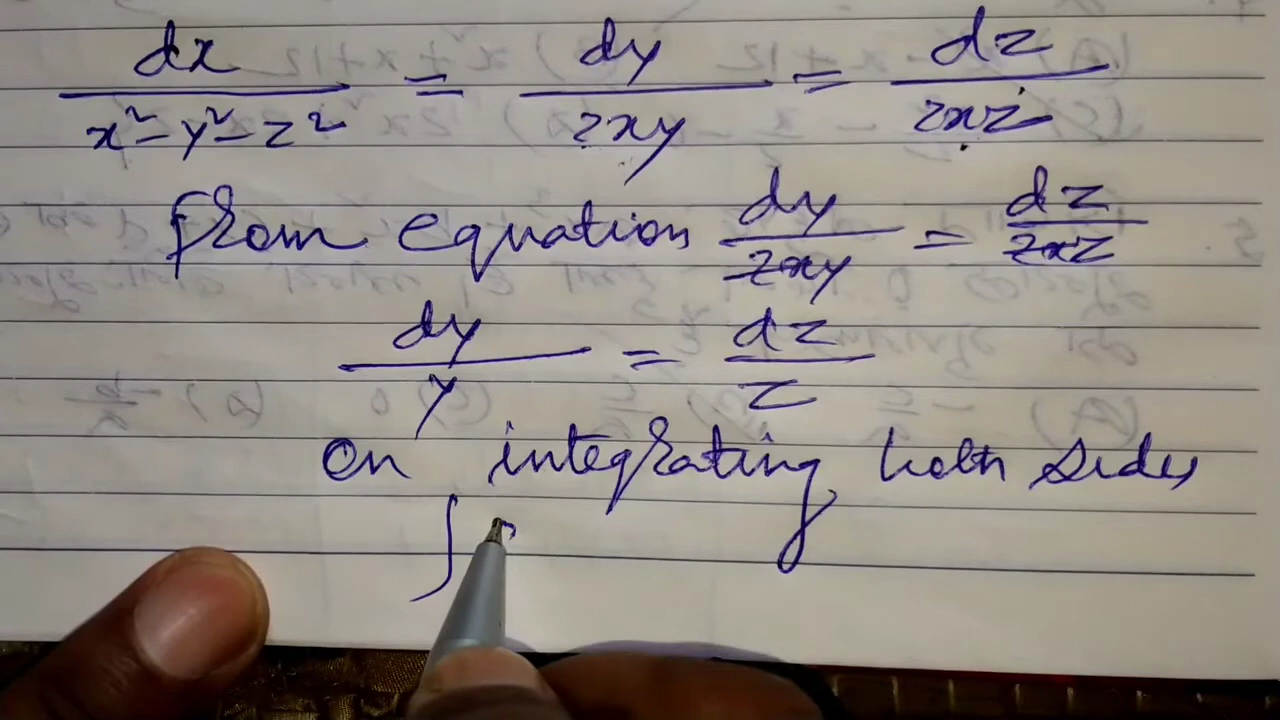 dx/(x²-y²-z²) = dy/(2xy) = dz/(2xz)
from equation dy/(2xy) = dz/(2xz)
dy/y = dz/z
on integrating both sides
∫